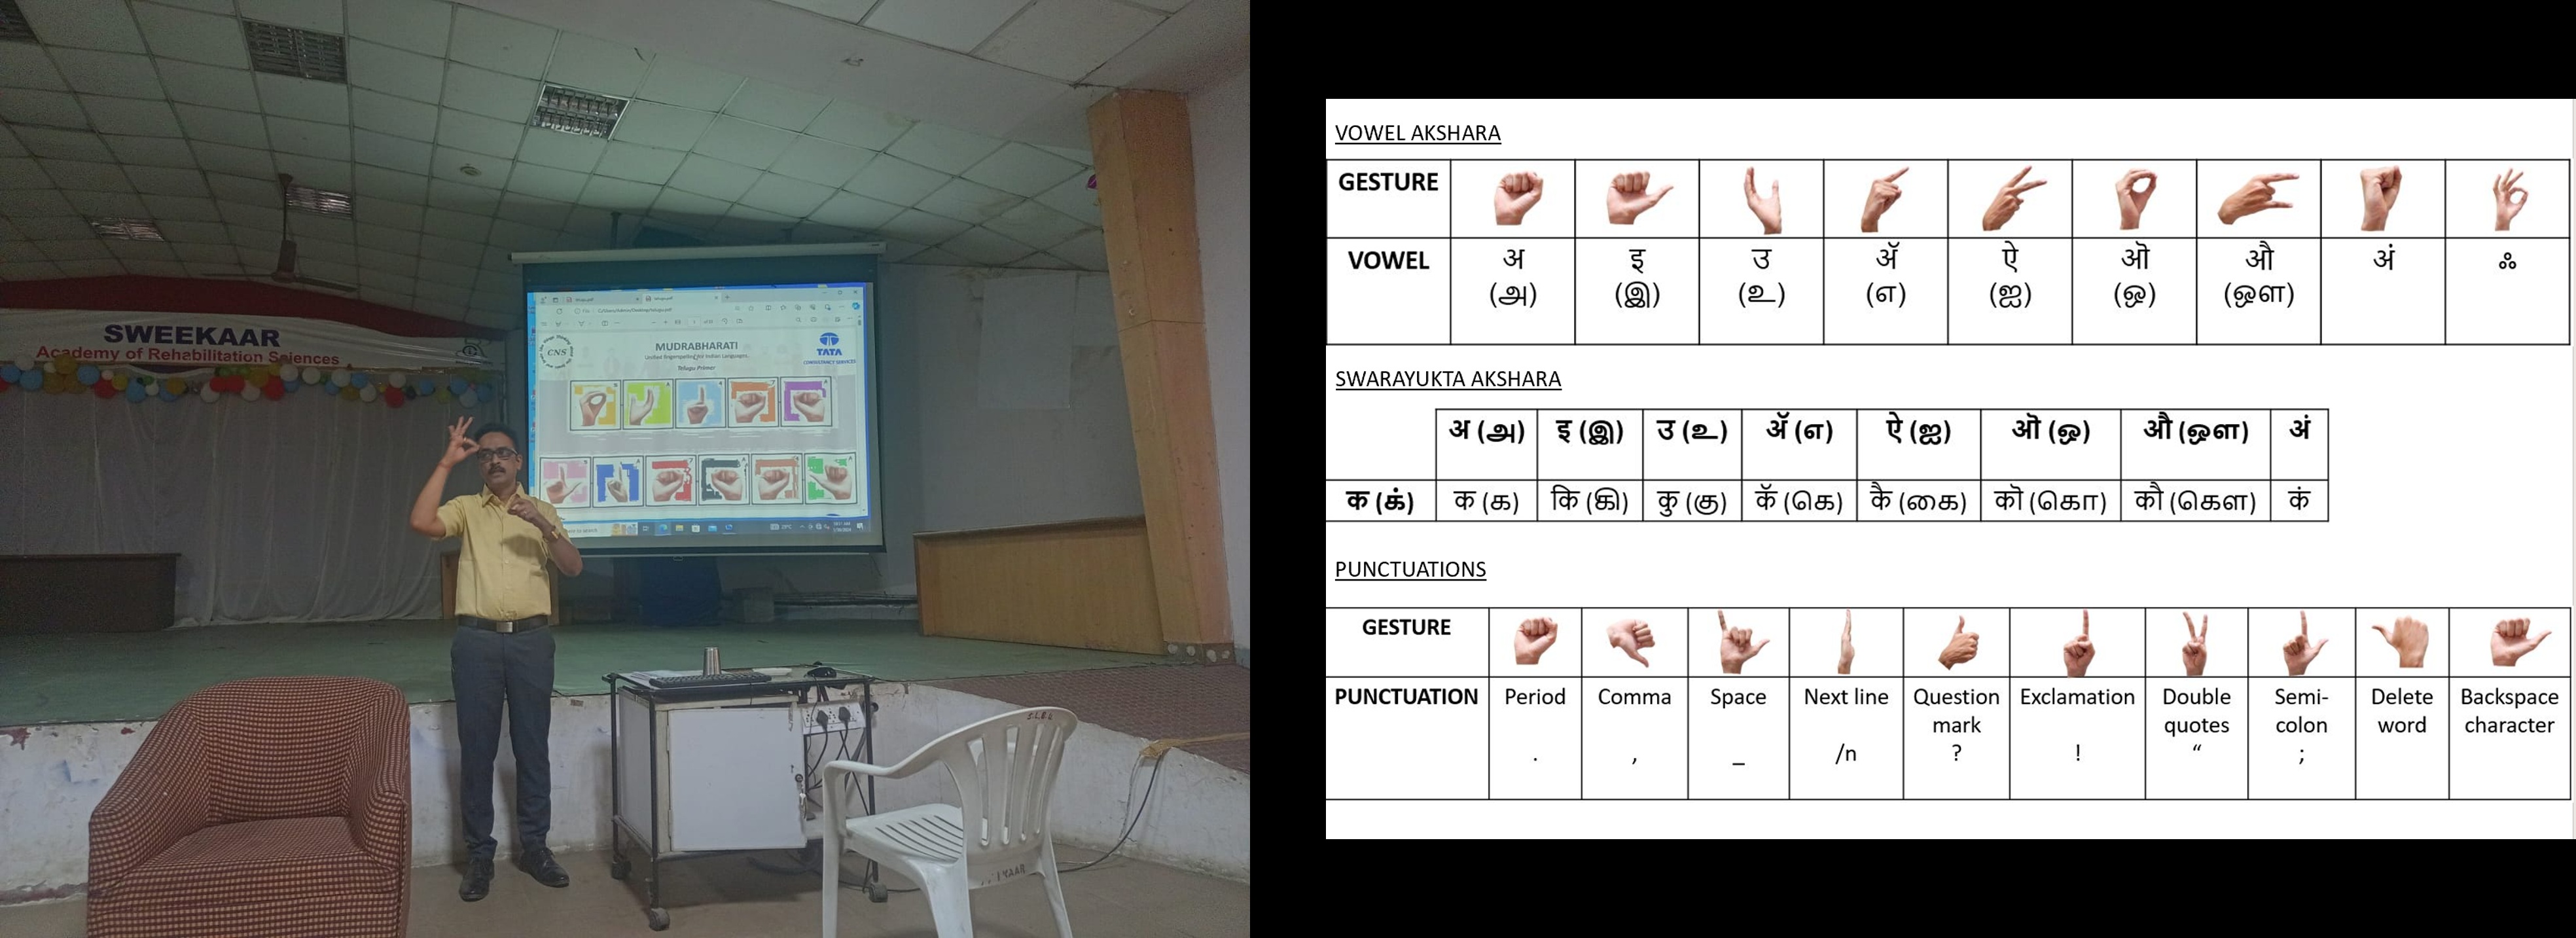 SWEEKAAR
Academy of Rehabilitation Sciences
CNS
MUDRABHARATI
Unified fingerspelling for Indian Languages
Telugu Primer
TATA
CONSULTANCY SERVICES
VOWEL AKSHARA
GESTURE
VOWEL अ इ उ ऍ ऐ ऒ औ अं ஃ
(அ) (இ) (உ) (எ) (ஐ) (ஒ) (ஔ)
SWARAYUKTA AKSHARA
अ (அ) इ (இ) उ (உ) ऍ (எ) ऐ (ஐ) ऒ (ஒ) औ (ஔ) अं
क (க்) क (க) कि (கி) कु (கு) कॅ (கெ) कै (கை) कॊ (கொ) कौ (கௌ) कं
PUNCTUATIONS
GESTURE
PUNCTUATION Period Comma Space Next line Question Exclamation Double Semi- Delete Backspace
mark quotes colon word character
. , _ /n ? ! “ ;